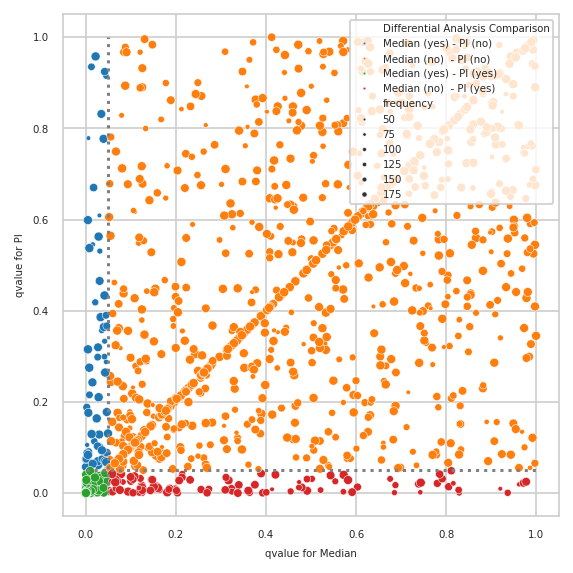 Differential Analysis Comparison
Median (yes) - PI (no)
Median (no)  - PI (no)
Median (yes) - PI (yes)
Median (no)  - PI (yes)
frequency
50
75
100
125
150
175
1.0
0.8
0.6
0.4
0.2
0.0
qvalue for PI
0.0 0.2 0.4 0.6 0.8 1.0
qvalue for Median